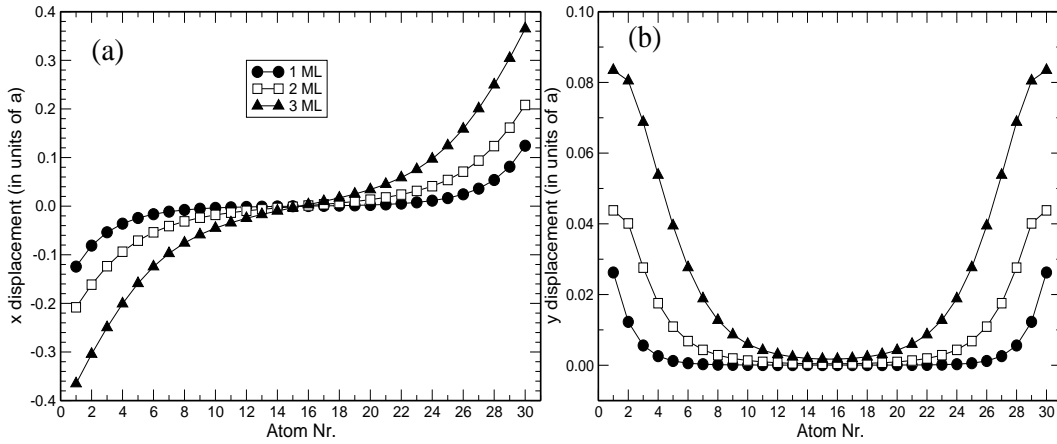 (a)
1 ML
2 ML
3 ML
x displacement (in units of a)
0.4
0.3
0.2
0.1
0.0
-0.1
-0.2
-0.3
-0.4
0 2 4 6 8 10 12 14 16 18 20 22 24 26 28 30
Atom Nr.
(b)
y displacement (in units of a)
0.10
0.08
0.06
0.04
0.02
0.00
0 2 4 6 8 10 12 14 16 18 20 22 24 26 28 30
Atom Nr.